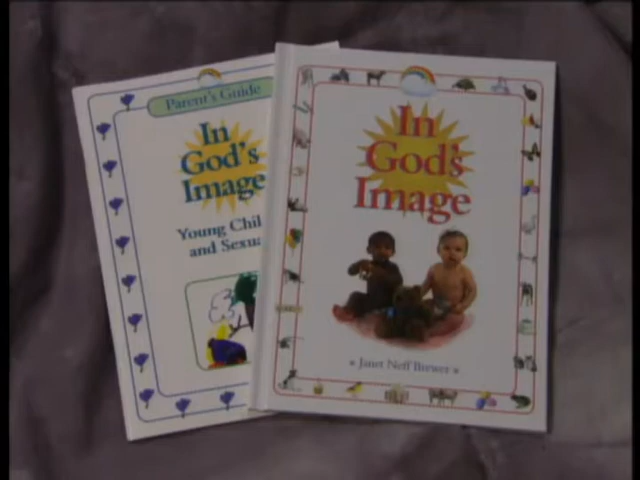 Parent's Guide
In
God's
Image
Young Chil
and Sexua
In
God's
Image
Janet Neff Brewer